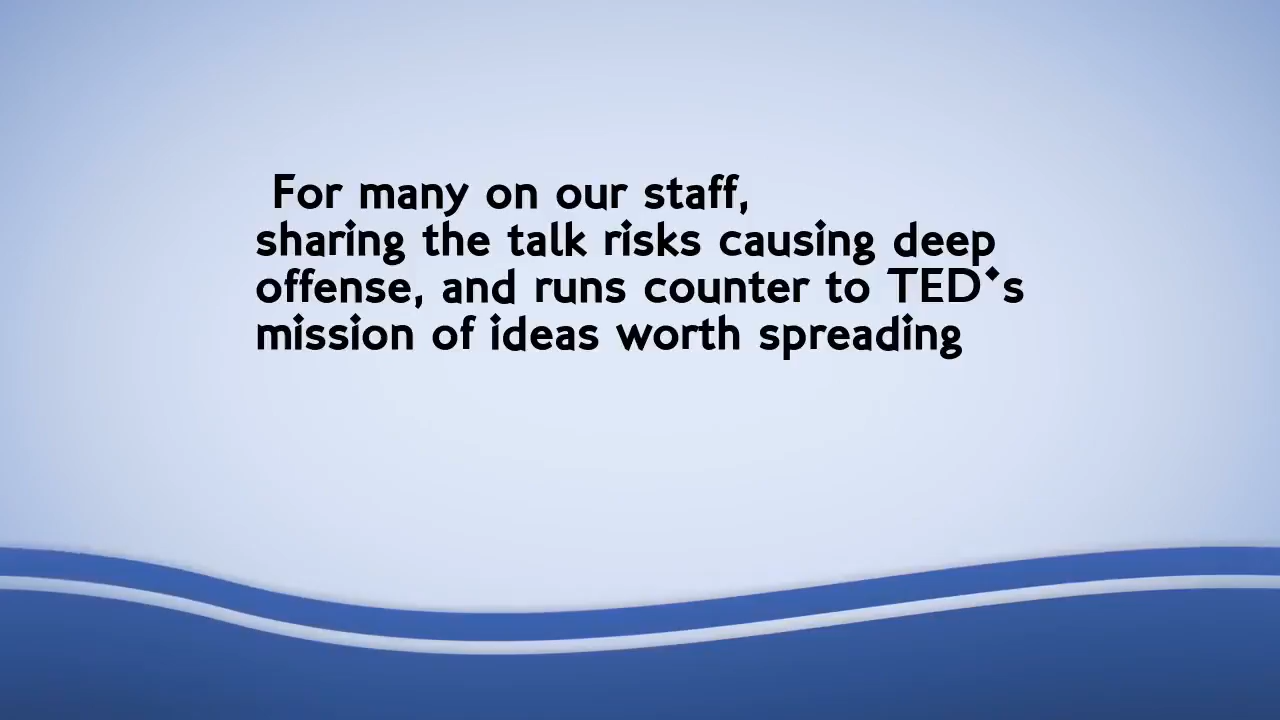 For many on our staff,
sharing the talk risks causing deep
offense, and runs counter to TED's
mission of ideas worth spreading